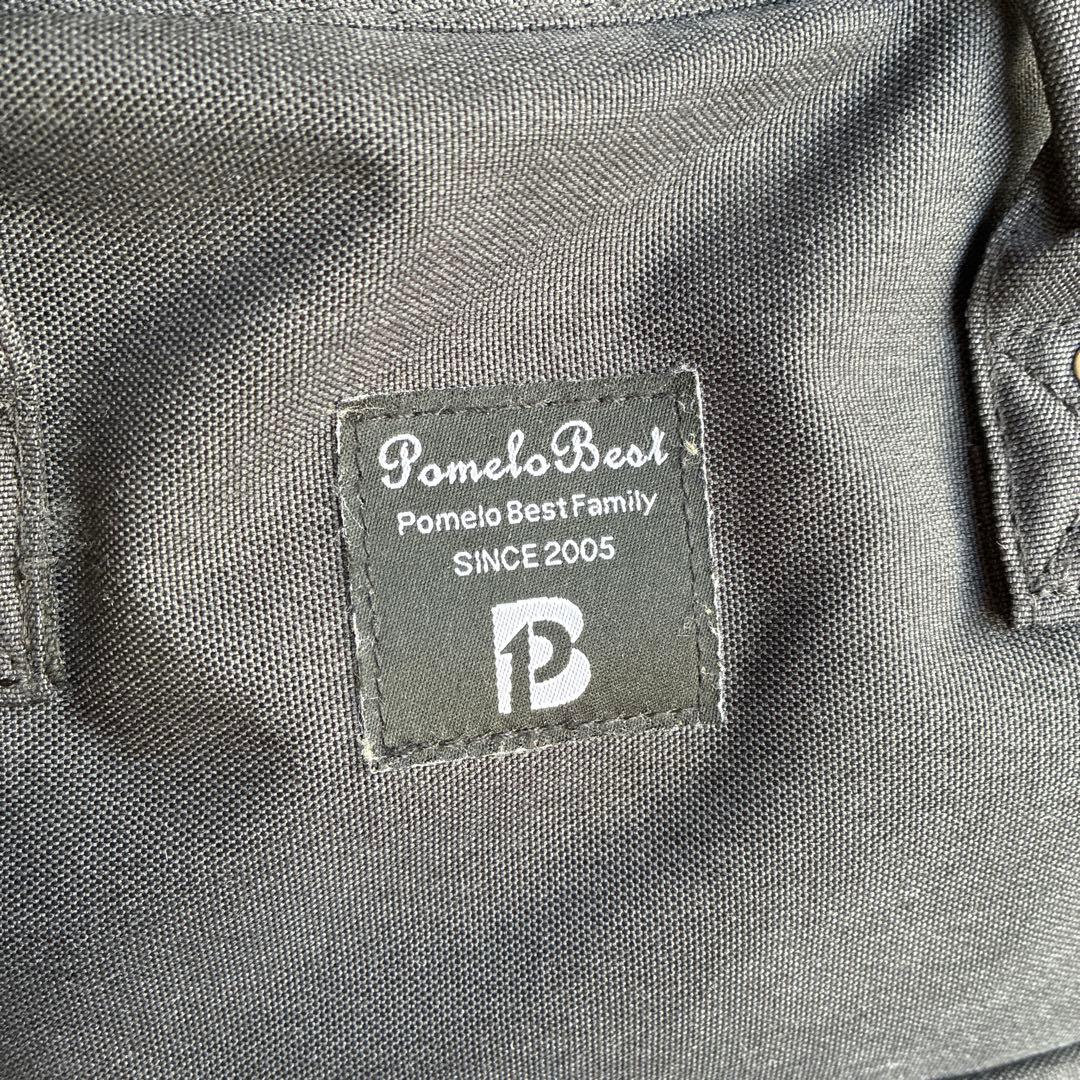 PomeloBest
Pomelo Best Family
SINCE 2005
PB